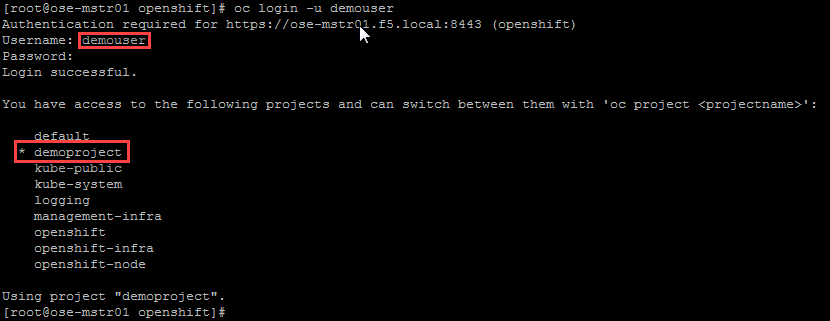 [root@ose-mstr01 openshift]# oc login -u demouser
Authentication required for https://ose-mstr01.f5.local:8443 (openshift)
Username: demouser
Password:
Login successful.
You have access to the following projects and can switch between them with 'oc project <projectname>':
default
* demoproject
kube-public
kube-system
logging
management-infra
openshift
openshift-infra
openshift-node
Using project "demoproject".
[root@ose-mstr01 openshift]#